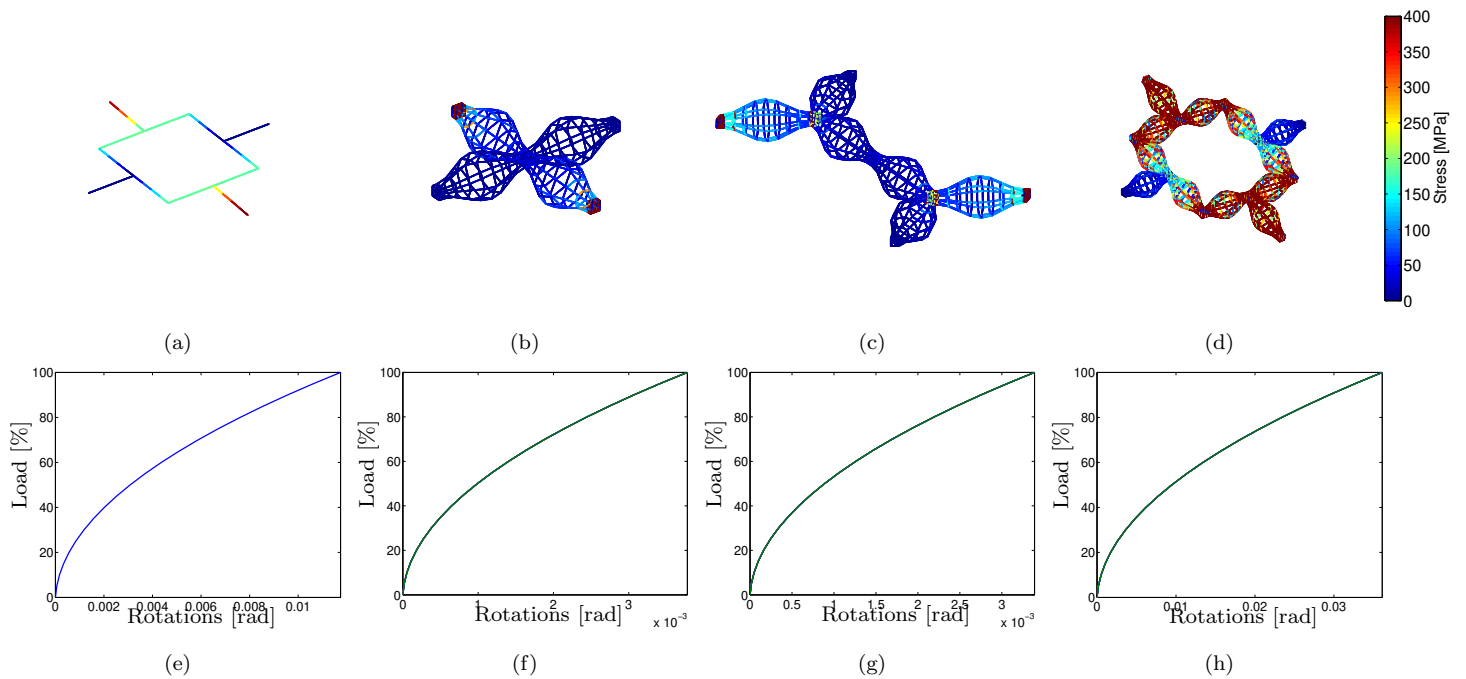 400
350
300
250
200
150
100
50
0
Stress [MPa]
(a)
(b)
(c)
(d)
100
80
60
40
20
0
Load [%]
0 0.002 0.004 0.006 0.008 0.01
Rotations [rad]
100
80
60
40
20
0
Load [%]
0 1 2 3
Rotations [rad]
x 10⁻³
100
80
60
40
20
0
Load [%]
0 0.5 1 1.5 2 2.5 3
Rotations [rad]
x 10⁻³
100
80
60
40
20
0
Load [%]
0 0.01 0.02 0.03
Rotations [rad]
(e)
(f)
(g)
(h)